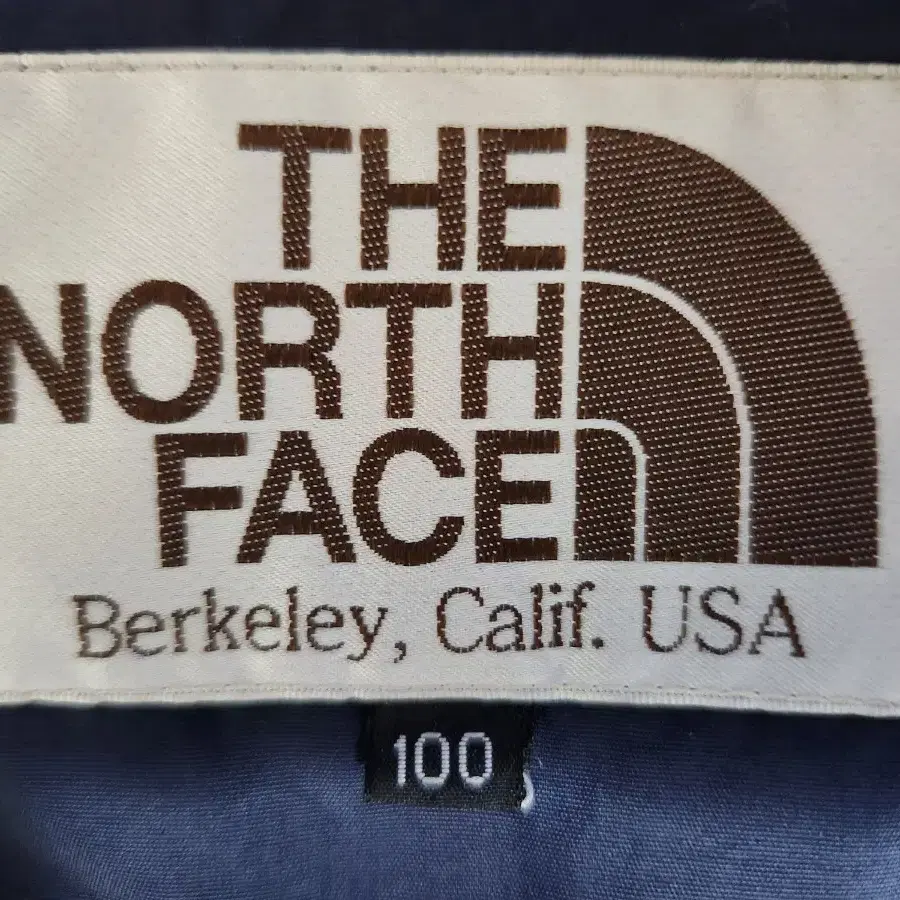 THE
NORTH
FACE
Berkeley, Calif. USA
100